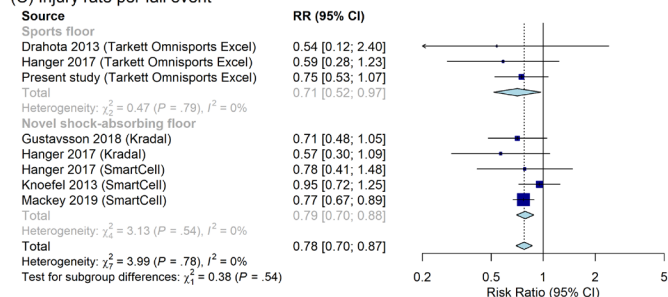 (C) Injury rate per fall event
Source RR (95% CI)
Sports floor
Drahota 2013 (Tarkett Omnisports Excel) 0.54 [0.12; 2.40]
Hanger 2017 (Tarkett Omnisports Excel) 0.59 [0.28; 1.23]
Present study (Tarkett Omnisports Excel) 0.75 [0.53; 1.07]
Total 0.71 [0.52; 0.97]
Heterogeneity: χ²₂ = 0.47 (P = .79), I² = 0%
Novel shock-absorbing floor
Gustavsson 2018 (Kradal) 0.71 [0.48; 1.05]
Hanger 2017 (Kradal) 0.57 [0.30; 1.09]
Hanger 2017 (SmartCell) 0.78 [0.41; 1.48]
Knoefel 2013 (SmartCell) 0.95 [0.72; 1.25]
Mackey 2019 (SmartCell) 0.77 [0.67; 0.89]
Total 0.79 [0.70; 0.88]
Heterogeneity: χ²₄ = 3.13 (P = .54), I² = 0%
Total 0.78 [0.70; 0.87]
Heterogeneity: χ²₇ = 3.99 (P = .78), I² = 0%
Test for subgroup differences: χ²₁ = 0.38 (P = .54)
0.2 0.5 1 2 5
Risk Ratio (95% CI)